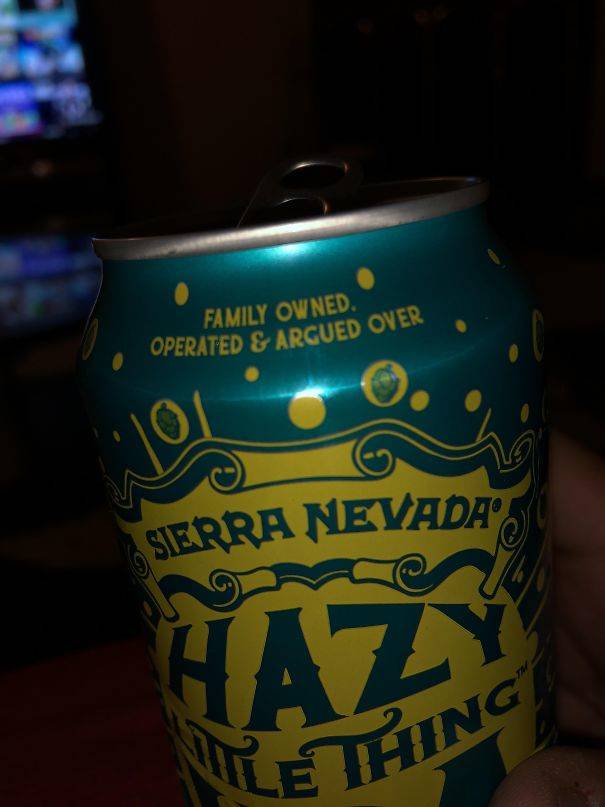 FAMILY OWNED,
OPERATED & ARGUED OVER
SIERRA NEVADA®
HAZY
LITTLE THING™